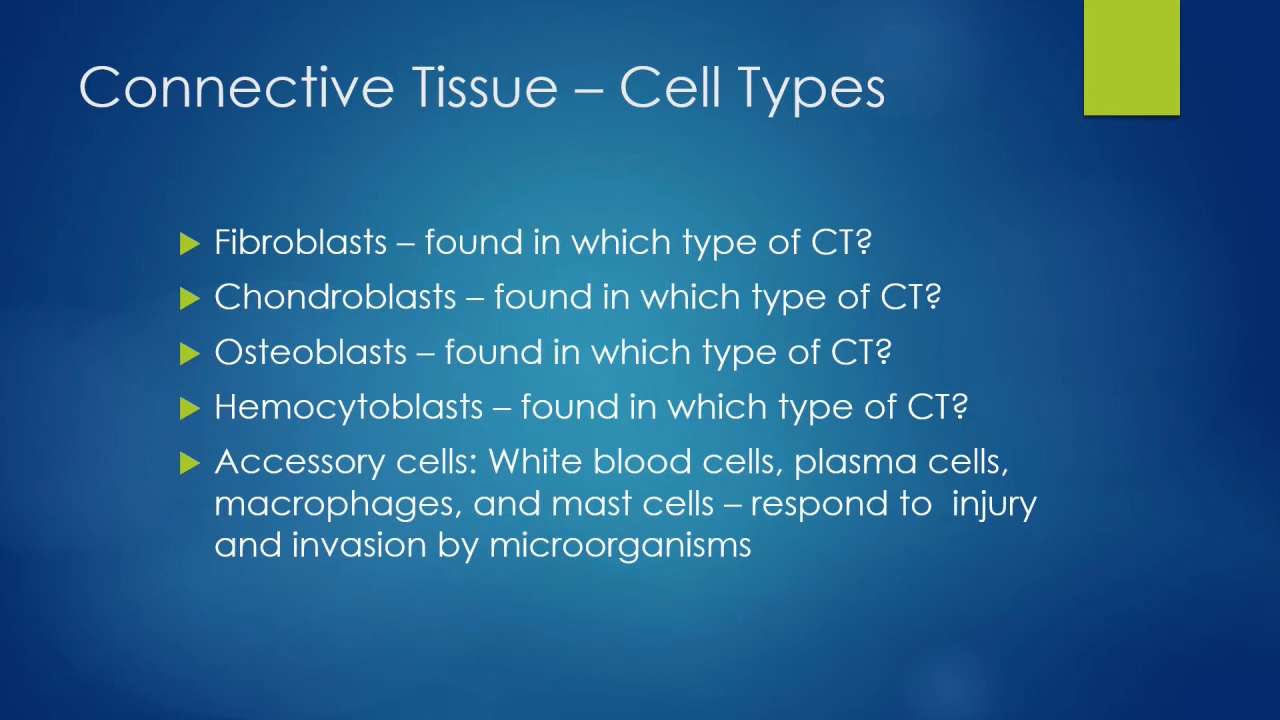 Connective Tissue – Cell Types
Fibroblasts – found in which type of CT?
Chondroblasts – found in which type of CT?
Osteoblasts – found in which type of CT?
Hemocytoblasts – found in which type of CT?
Accessory cells: White blood cells, plasma cells,
macrophages, and mast cells – respond to  injury
and invasion by microorganisms